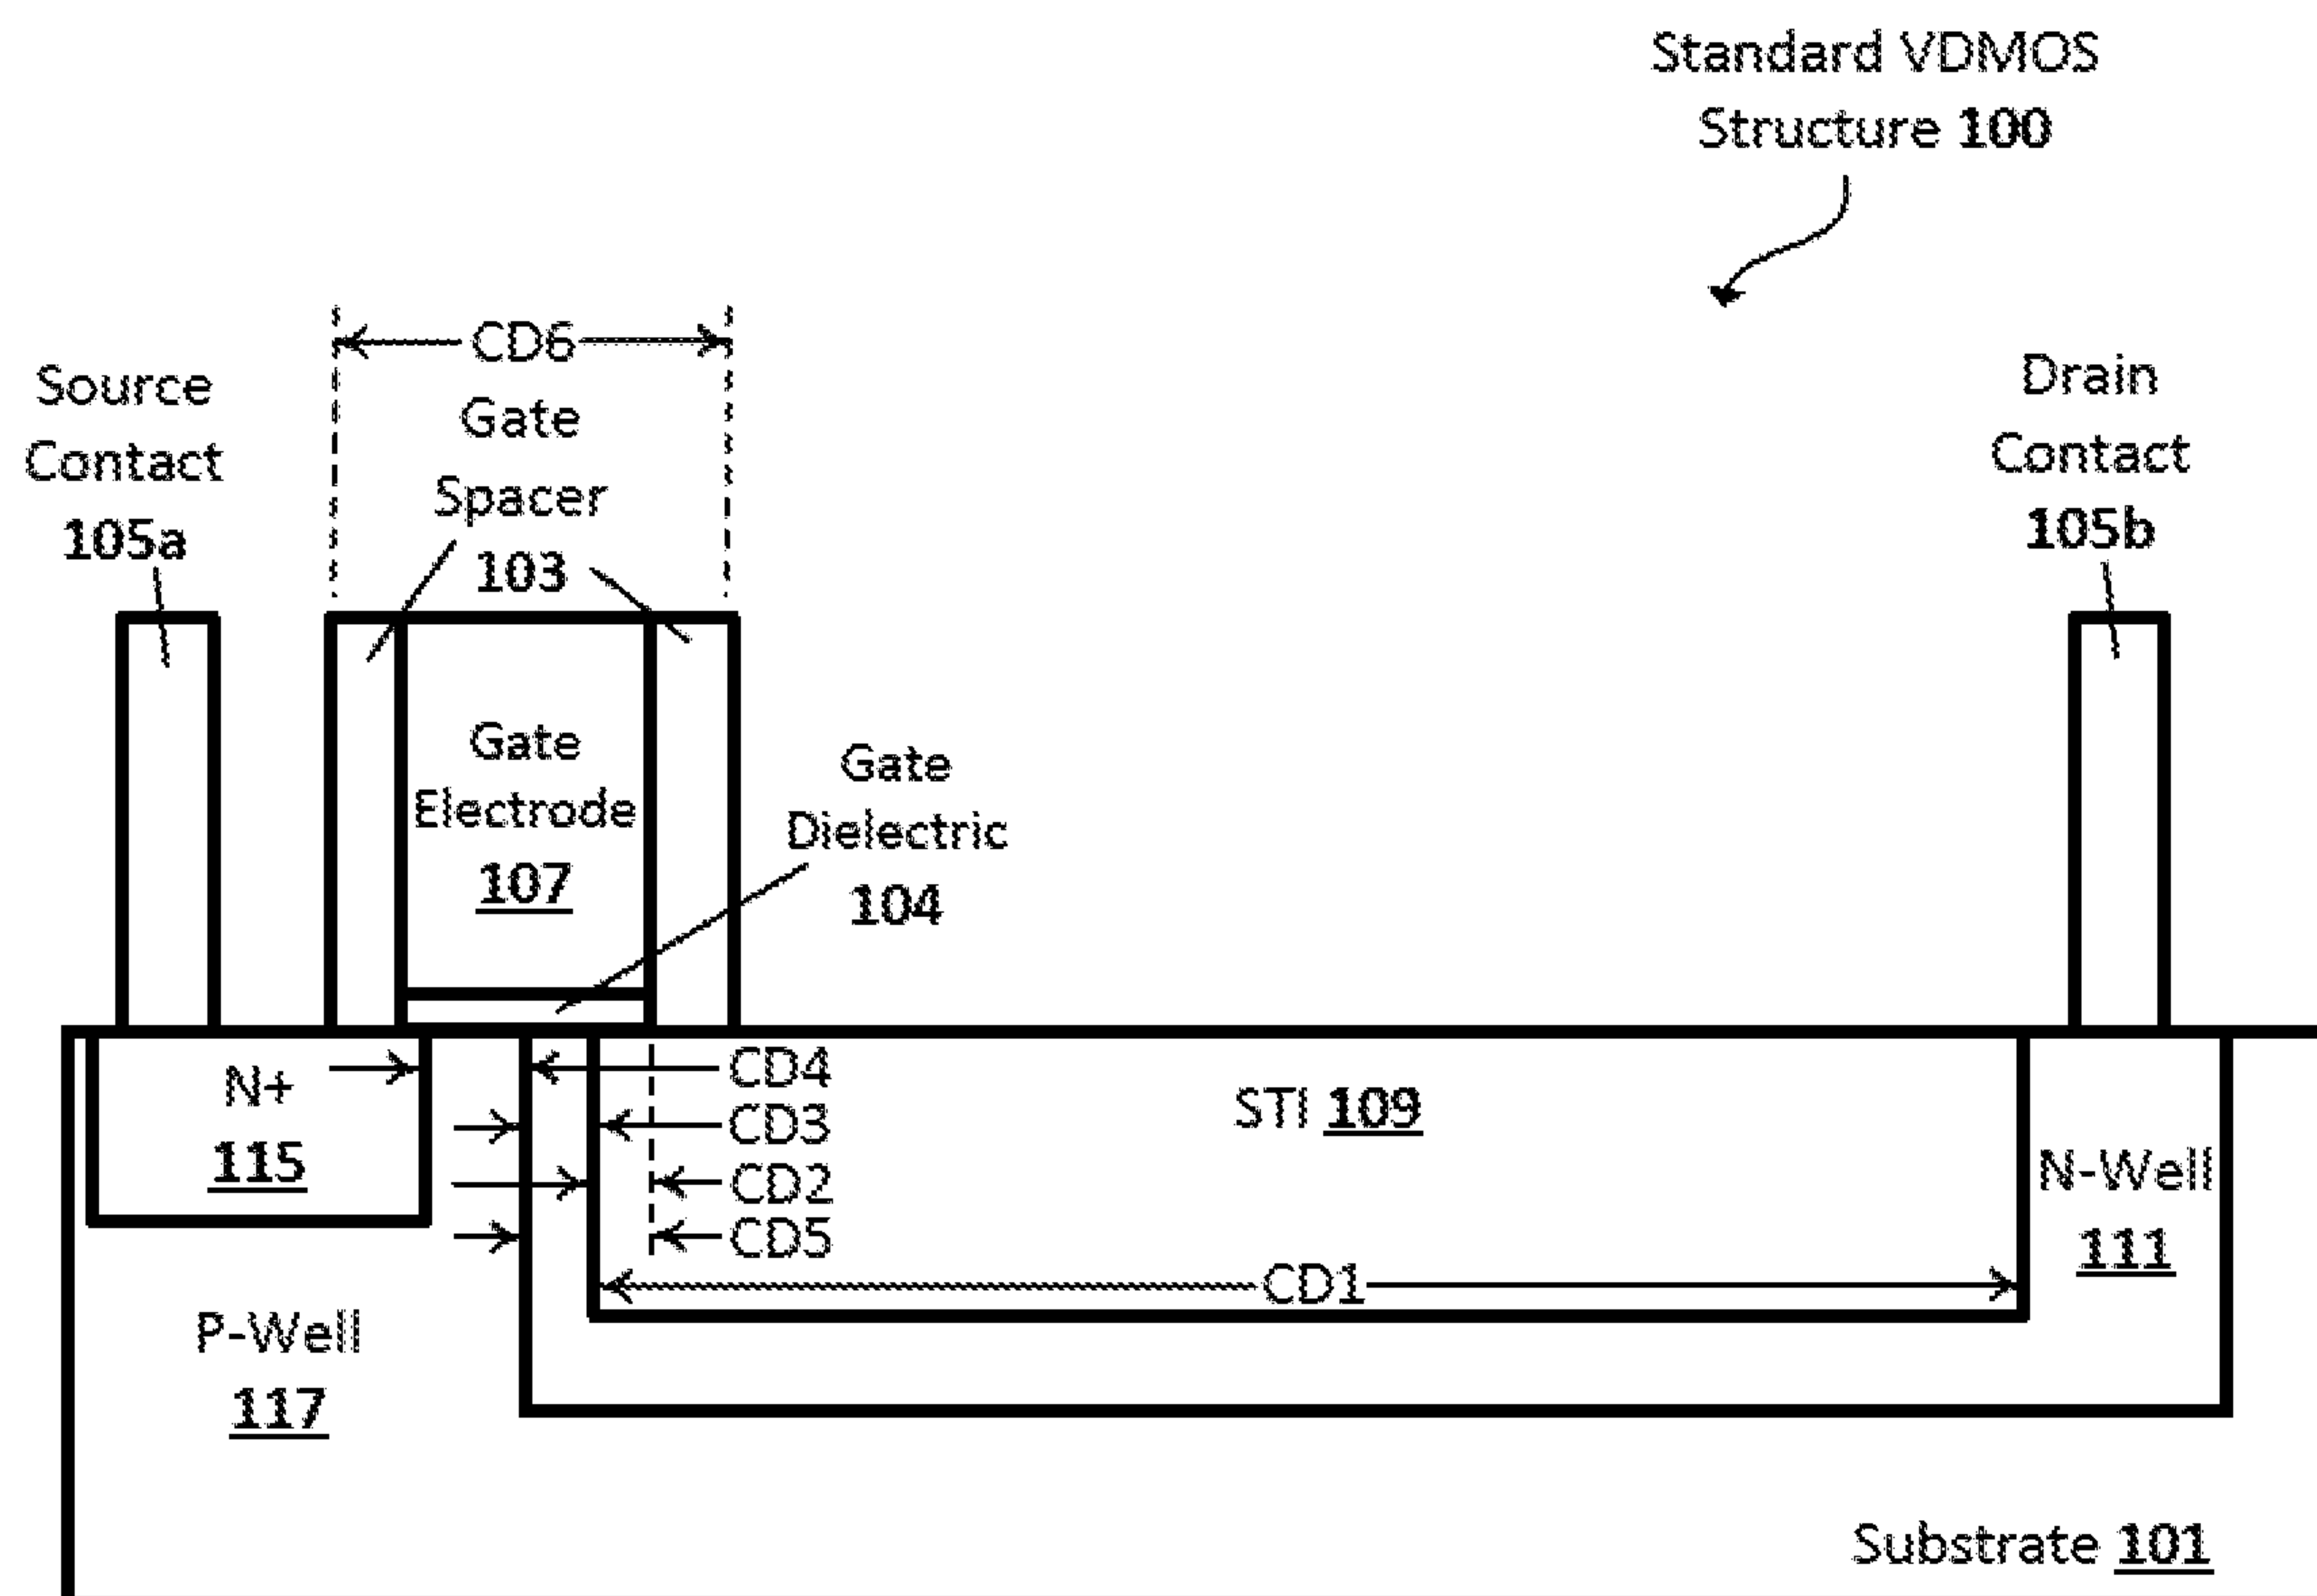 Standard VDMOS
Structure 100
CD6
Source
Contact
105a
Gate
Spacer
103
Drain
Contact
105b
Gate
Electrode
107
Gate
Dielectric
104
N+
115
CD4
CD3
CD2
CD5
CD1
STI 109
N-Well
111
P-Well
117
Substrate 101